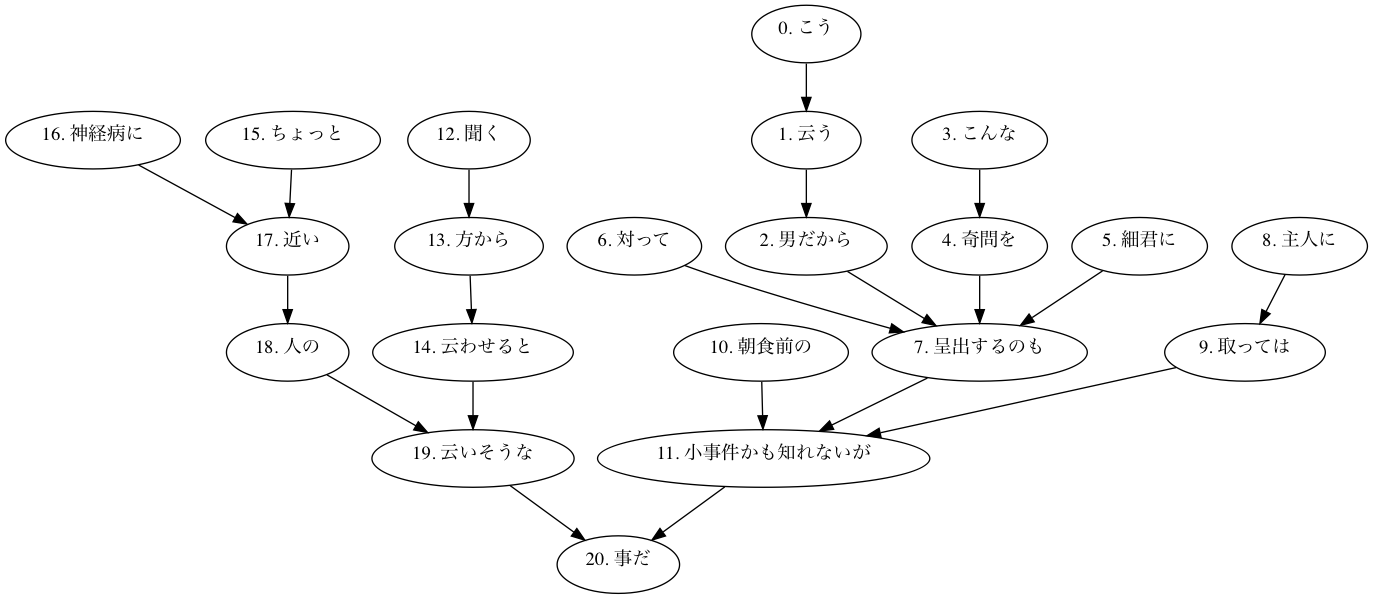 0. こう
16. 神経病に
15. ちょっと
12. 聞く
1. 云う
3. こんな
17. 近い
13. 方から
6. 対って
2. 男だから
4. 奇問を
5. 細君に
8. 主人に
18. 人の
14. 云わせると
10. 朝食前の
7. 呈出するのも
9. 取っては
19. 云いそうな
11. 小事件かも知れないが
20. 事だ